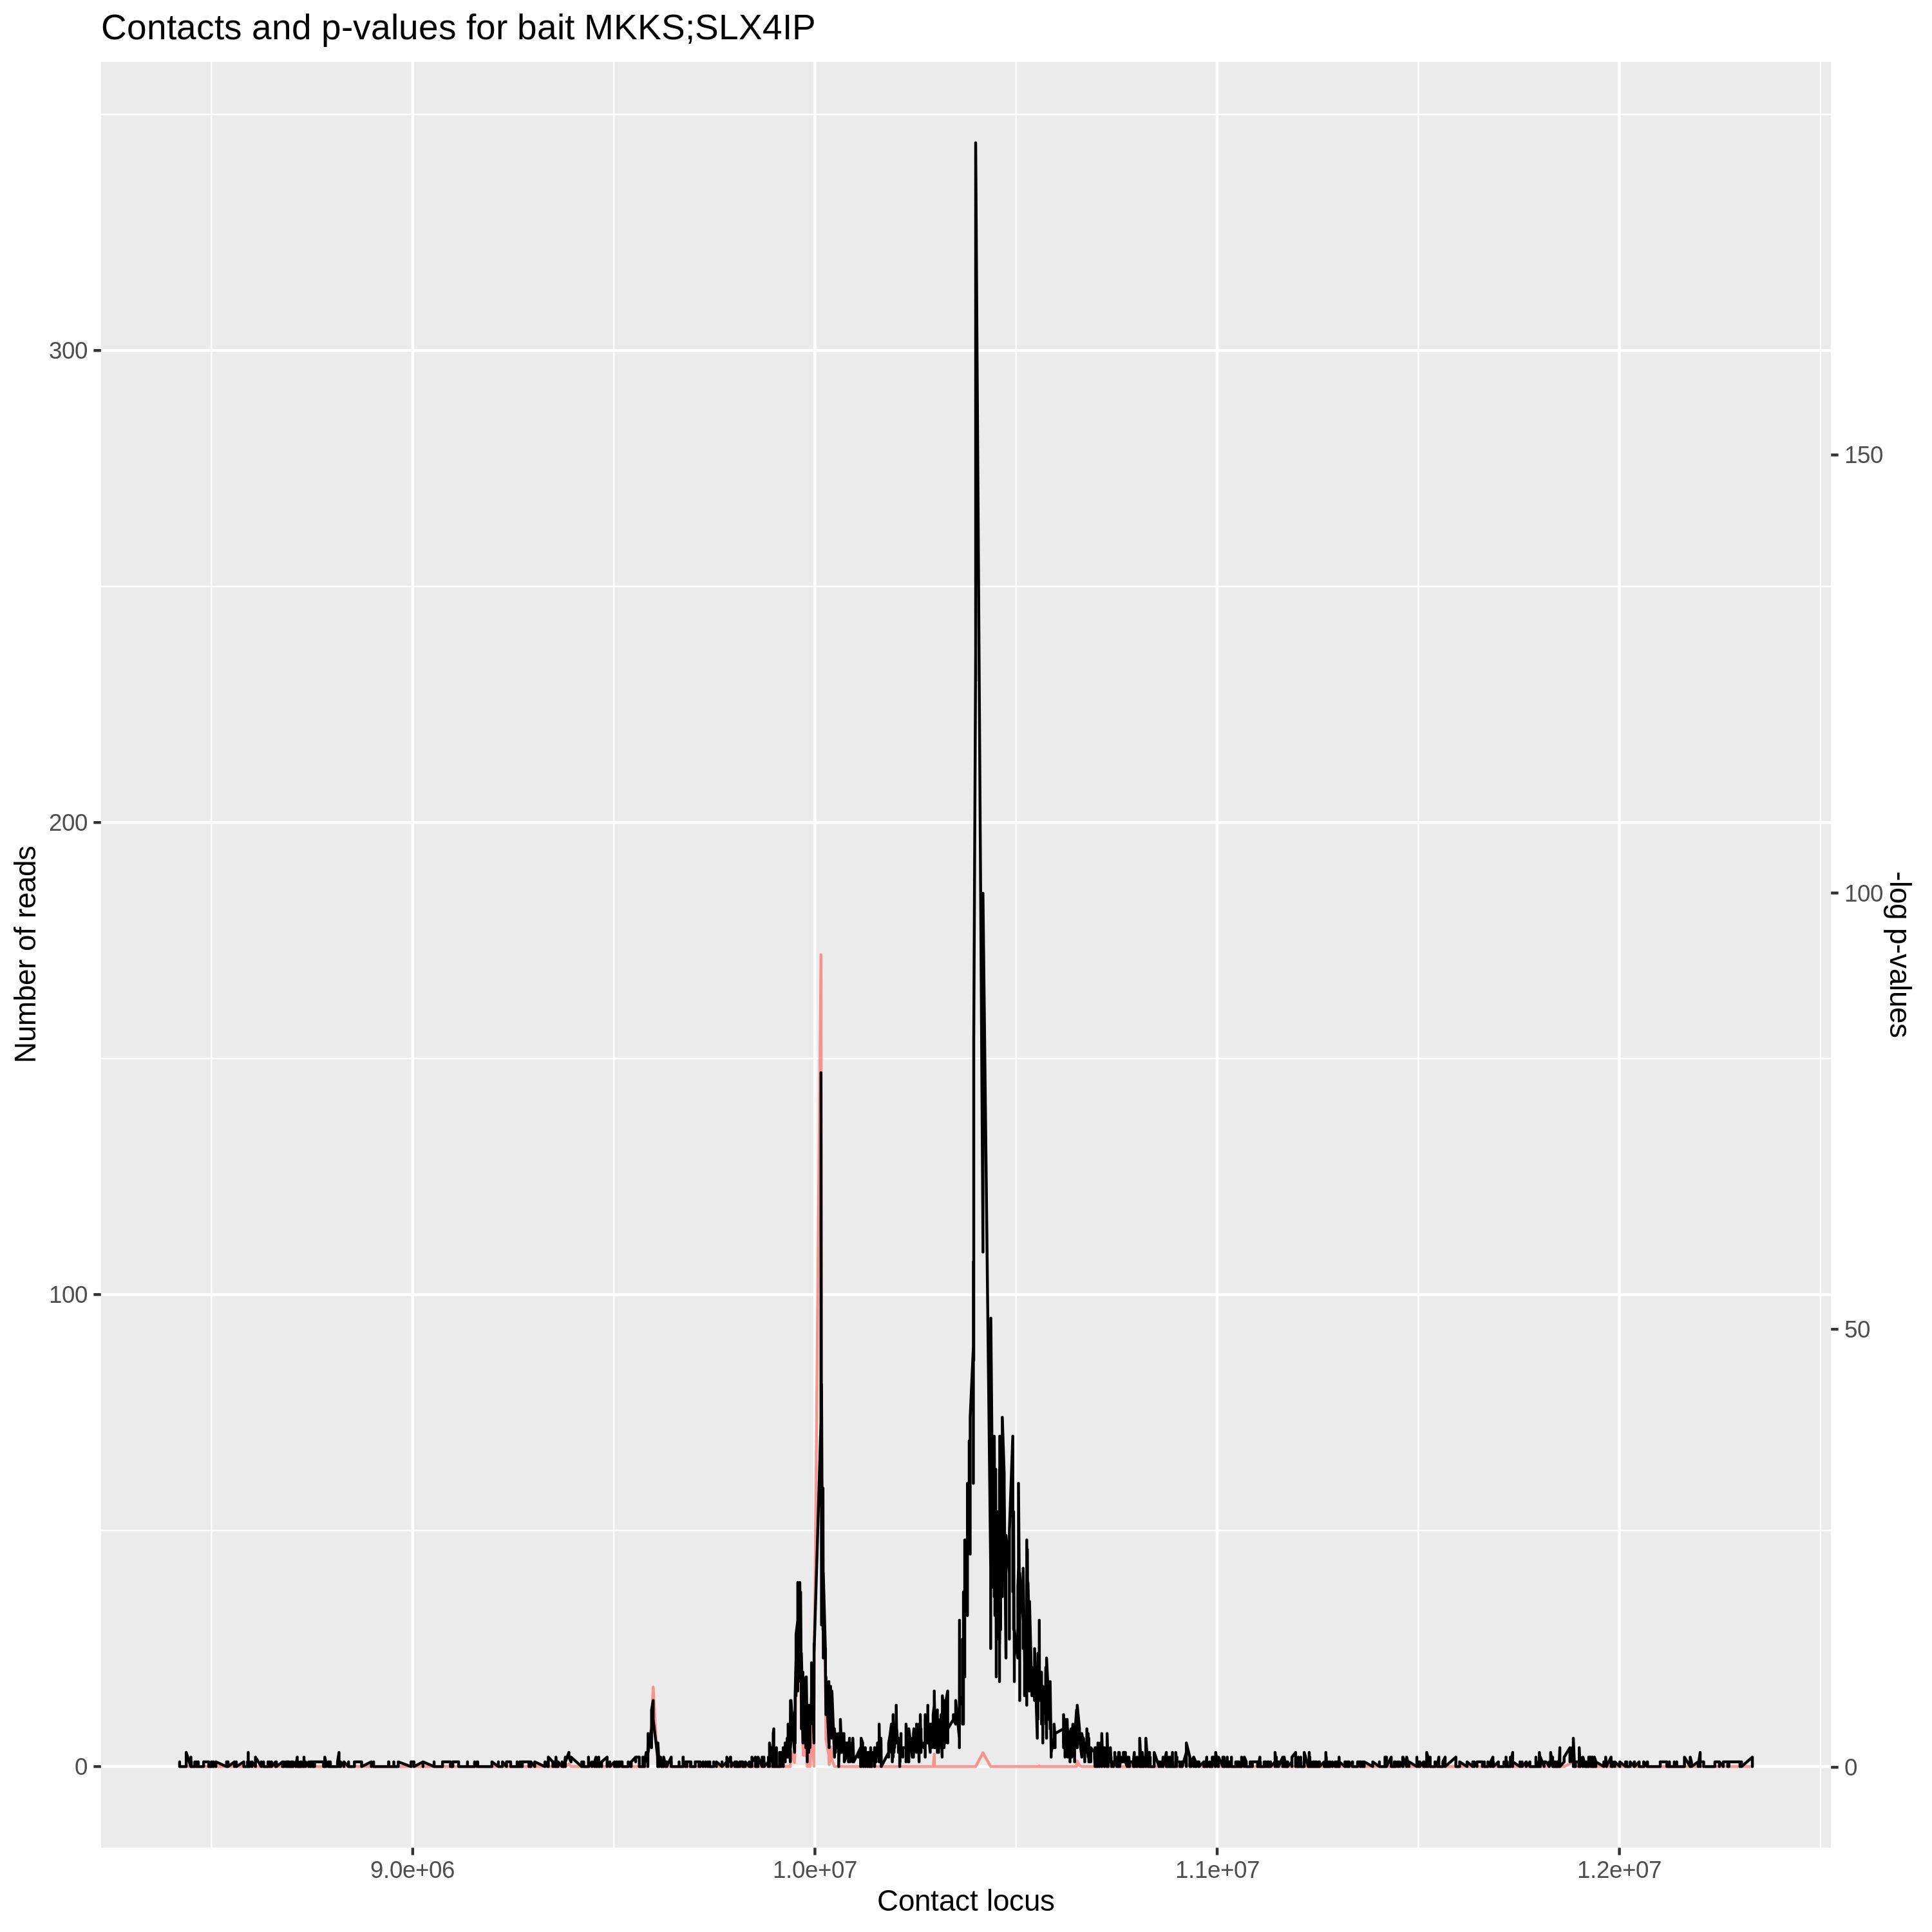 Contacts and p-values for bait MKKS;SLX4IP
Number of reads
300
200
100
0
150
100
50
0
-log p-values
9.0e+06
1.0e+07
1.1e+07
1.2e+07
Contact locus